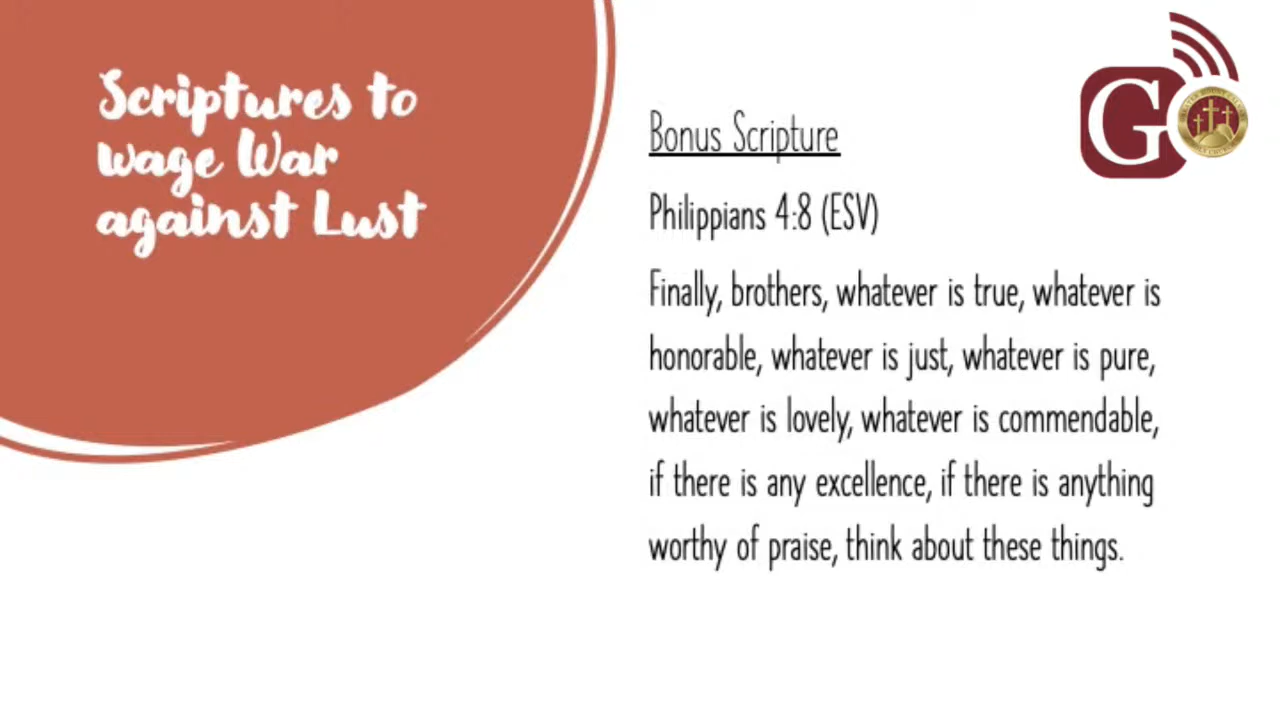 Scriptures to
wage War
against Lust
G
Bonus Scripture
Philippians 4:8 (ESV)
Finally, brothers, whatever is true, whatever is
honorable, whatever is just, whatever is pure,
whatever is lovely, whatever is commendable,
if there is any excellence, if there is anything
worthy of praise, think about these things.